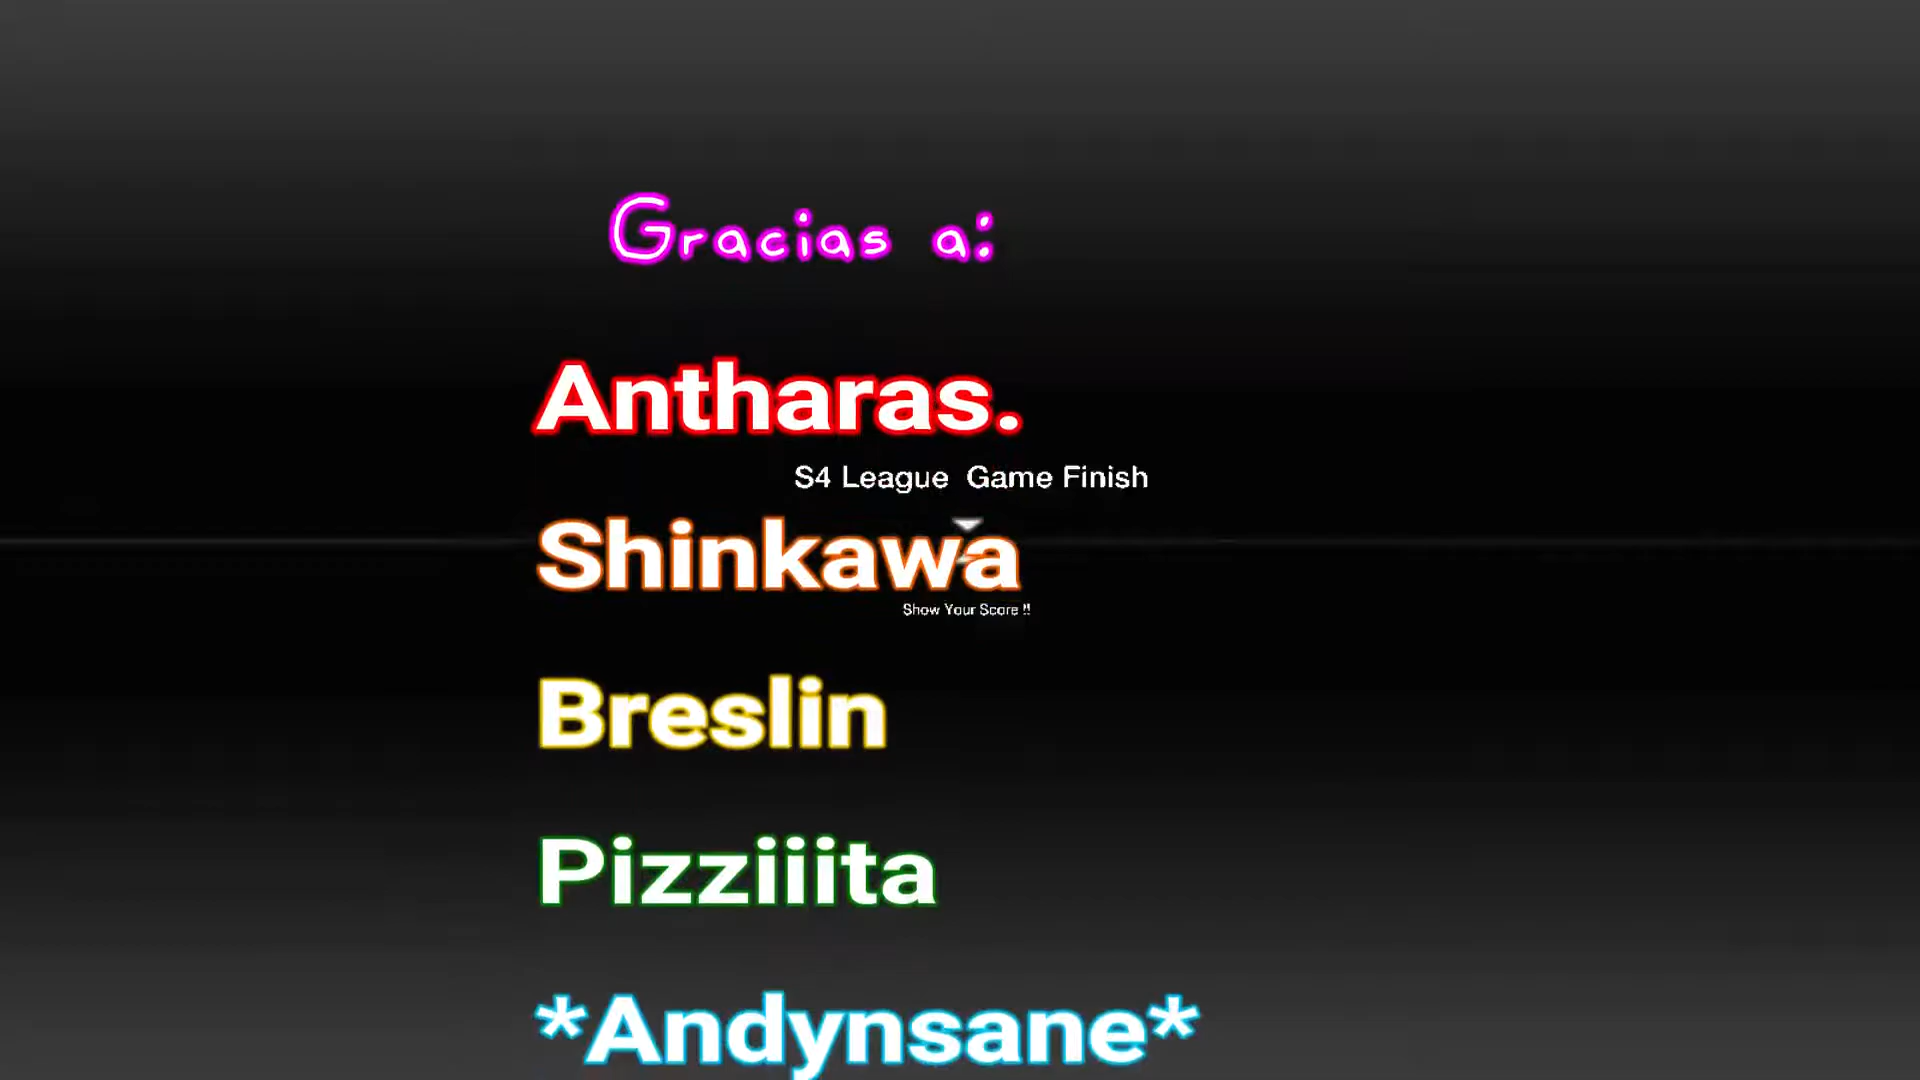 Gracias a:
Antharas.
S4 League Game Finish
Shinkawa
Show Your Score !!
Breslin
Pizziiita
*Andynsane*